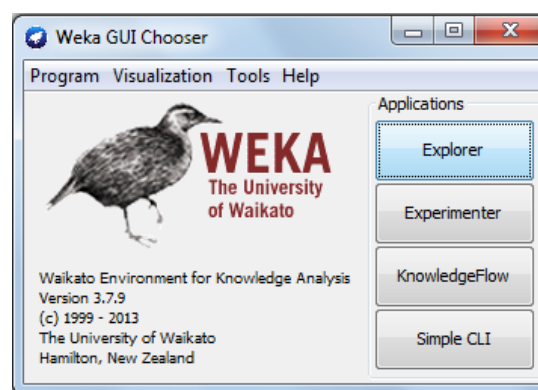 Weka GUI Chooser
Program Visualization Tools Help
WEKA
The University
of Waikato
Waikato Environment for Knowledge Analysis
Version 3.7.9
(c) 1999 - 2013
The University of Waikato
Hamilton, New Zealand
Applications
Explorer
Experimenter
KnowledgeFlow
Simple CLI